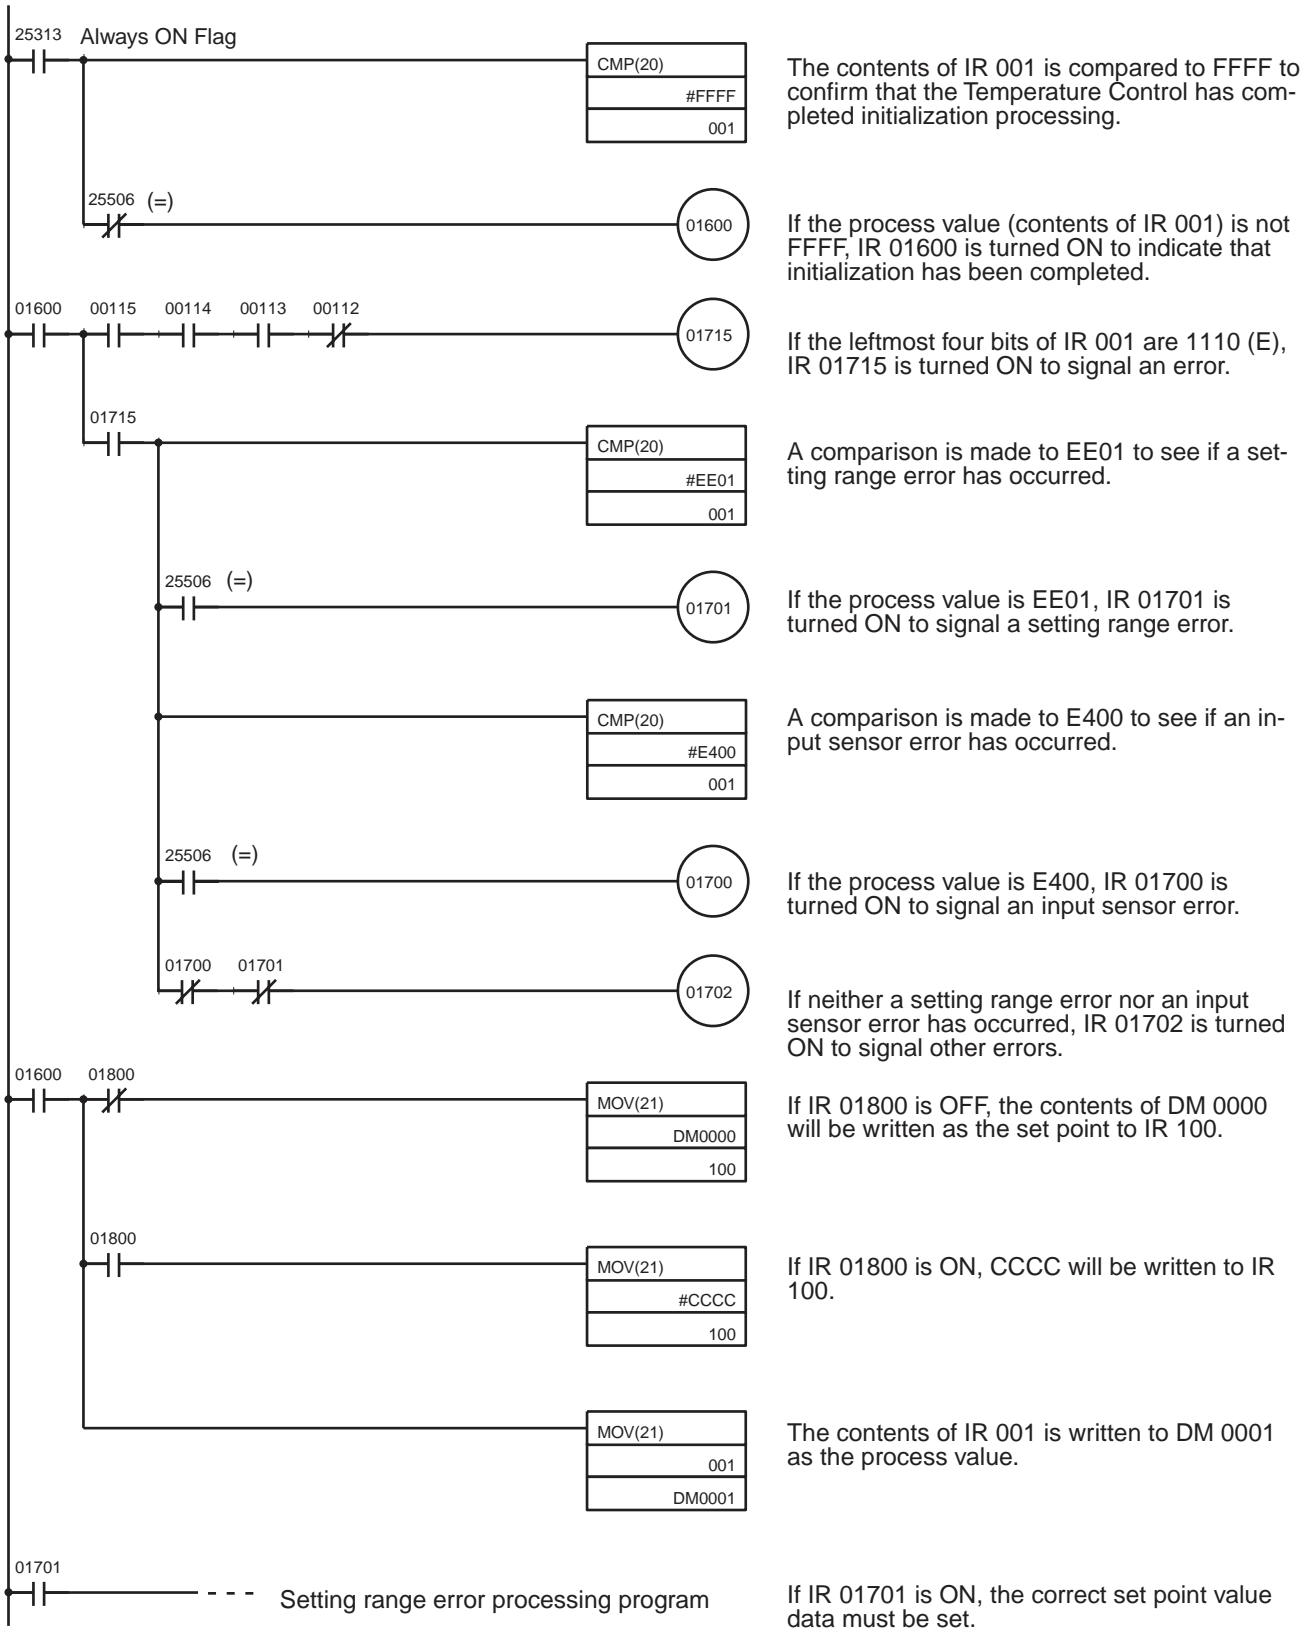 25313 Always ON Flag
CMP(20)
#FFFF
001
The contents of IR 001 is compared to FFFF to
confirm that the Temperature Control has com-
pleted initialization processing.
25506 (=)
01600
If the process value (contents of IR 001) is not
FFFF, IR 01600 is turned ON to indicate that
initialization has been completed.
01600 00115 00114 00113 00112
01715
If the leftmost four bits of IR 001 are 1110 (E),
IR 01715 is turned ON to signal an error.
01715
CMP(20)
#EE01
001
A comparison is made to EE01 to see if a set-
ting range error has occurred.
25506 (=)
01701
If the process value is EE01, IR 01701 is
turned ON to signal a setting range error.
CMP(20)
#E400
001
A comparison is made to E400 to see if an in-
put sensor error has occurred.
25506 (=)
01700
If the process value is E400, IR 01700 is
turned ON to signal an input sensor error.
01700 01701
01702
If neither a setting range error nor an input
sensor error has occurred, IR 01702 is turned
ON to signal other errors.
01600 01800
MOV(21)
DM0000
100
If IR 01800 is OFF, the contents of DM 0000
will be written as the set point to IR 100.
01800
MOV(21)
#CCCC
100
If IR 01800 is ON, CCCC will be written to IR
100.
MOV(21)
001
DM0001
The contents of IR 001 is written to DM 0001
as the process value.
01701
Setting range error processing program
If IR 01701 is ON, the correct set point value
data must be set.